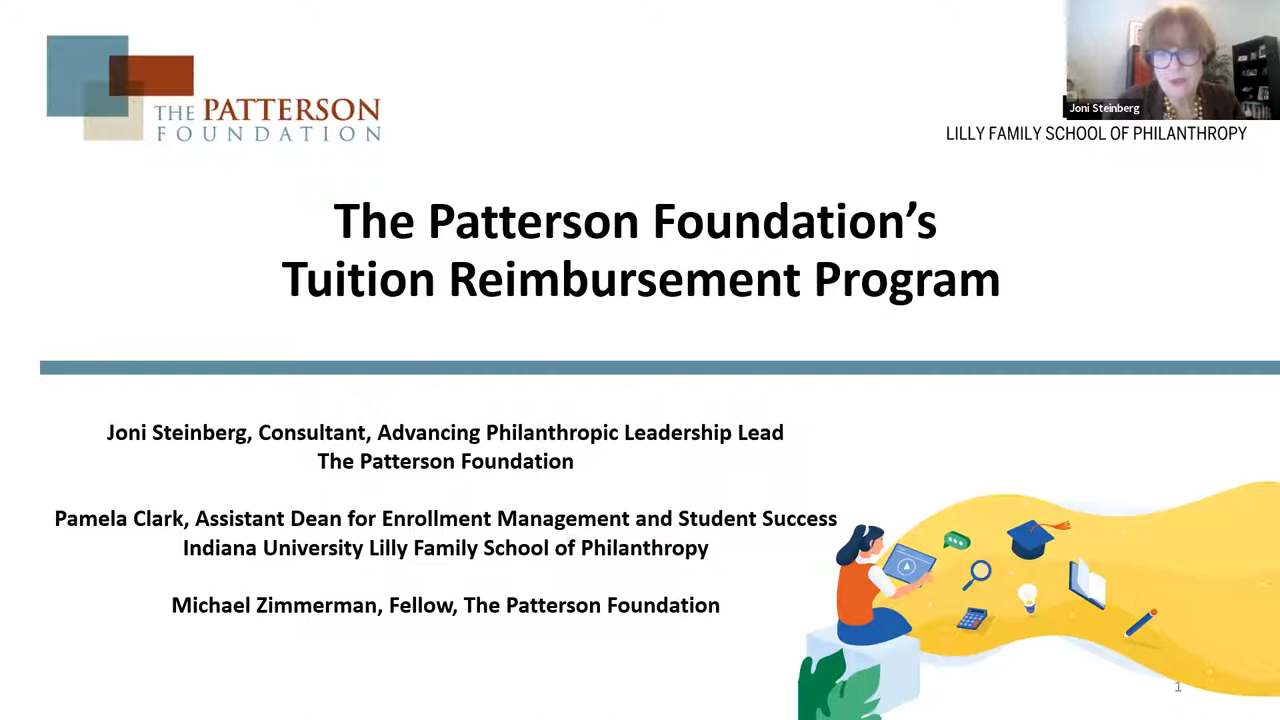 THE PATTERSON
FOUNDATION
Joni Steinberg
LILLY FAMILY SCHOOL OF PHILANTHROPY
The Patterson Foundation’s
Tuition Reimbursement Program
Joni Steinberg, Consultant, Advancing Philanthropic Leadership Lead
The Patterson Foundation
Pamela Clark, Assistant Dean for Enrollment Management and Student Success
Indiana University Lilly Family School of Philanthropy
Michael Zimmerman, Fellow, The Patterson Foundation
1